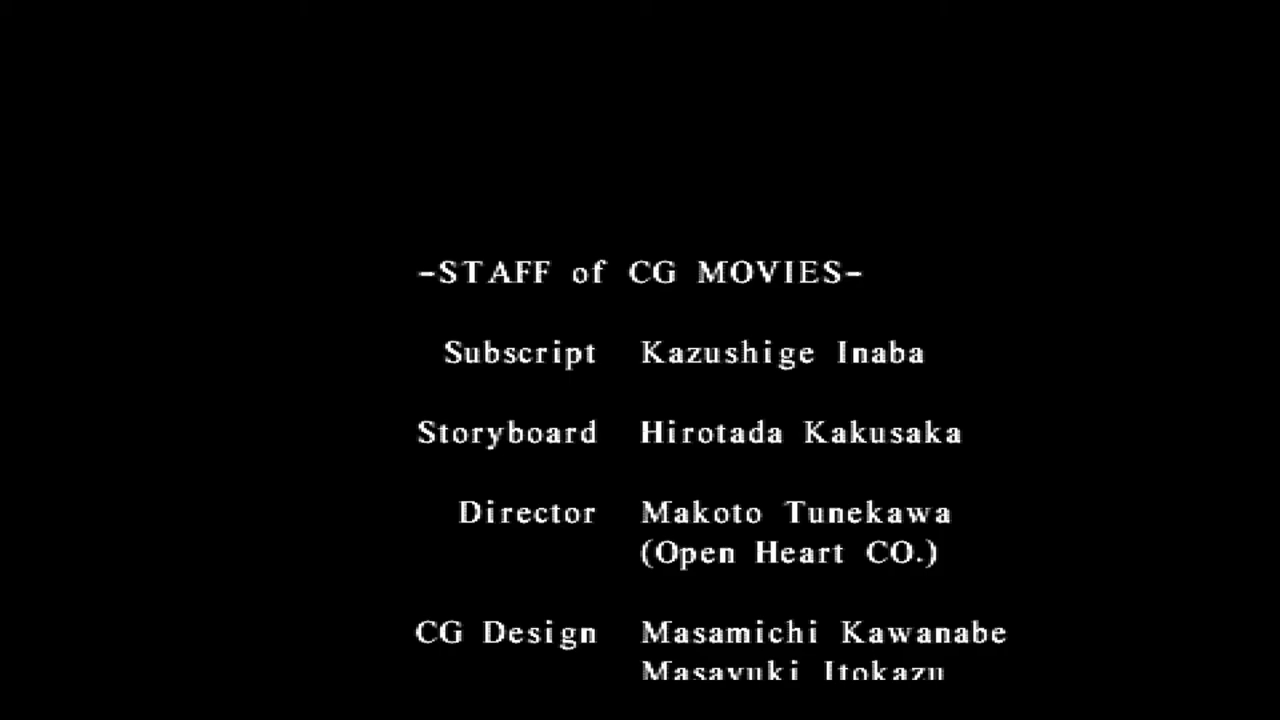 -STAFF of CG MOVIES-
Subscript Kazushige Inaba
Storyboard Hirotada Kakusaka
Director Makoto Tunekawa
(Open Heart CO.)
CG Design Masamichi Kawanabe
Masayuki Itokazu